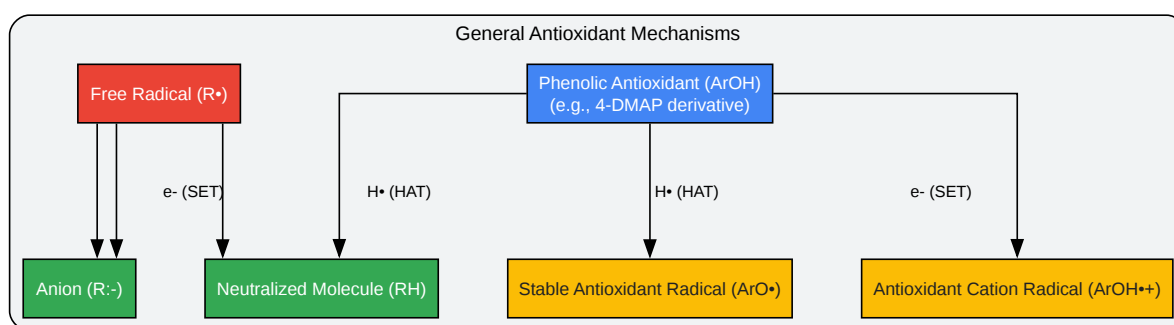 General Antioxidant Mechanisms
Free Radical (R•)
Phenolic Antioxidant (ArOH)
(e.g., 4-DMAP derivative)
e- (SET)
H• (HAT)
H• (HAT)
e- (SET)
Anion (R:-)
Neutralized Molecule (RH)
Stable Antioxidant Radical (ArO•)
Antioxidant Cation Radical (ArOH•+)